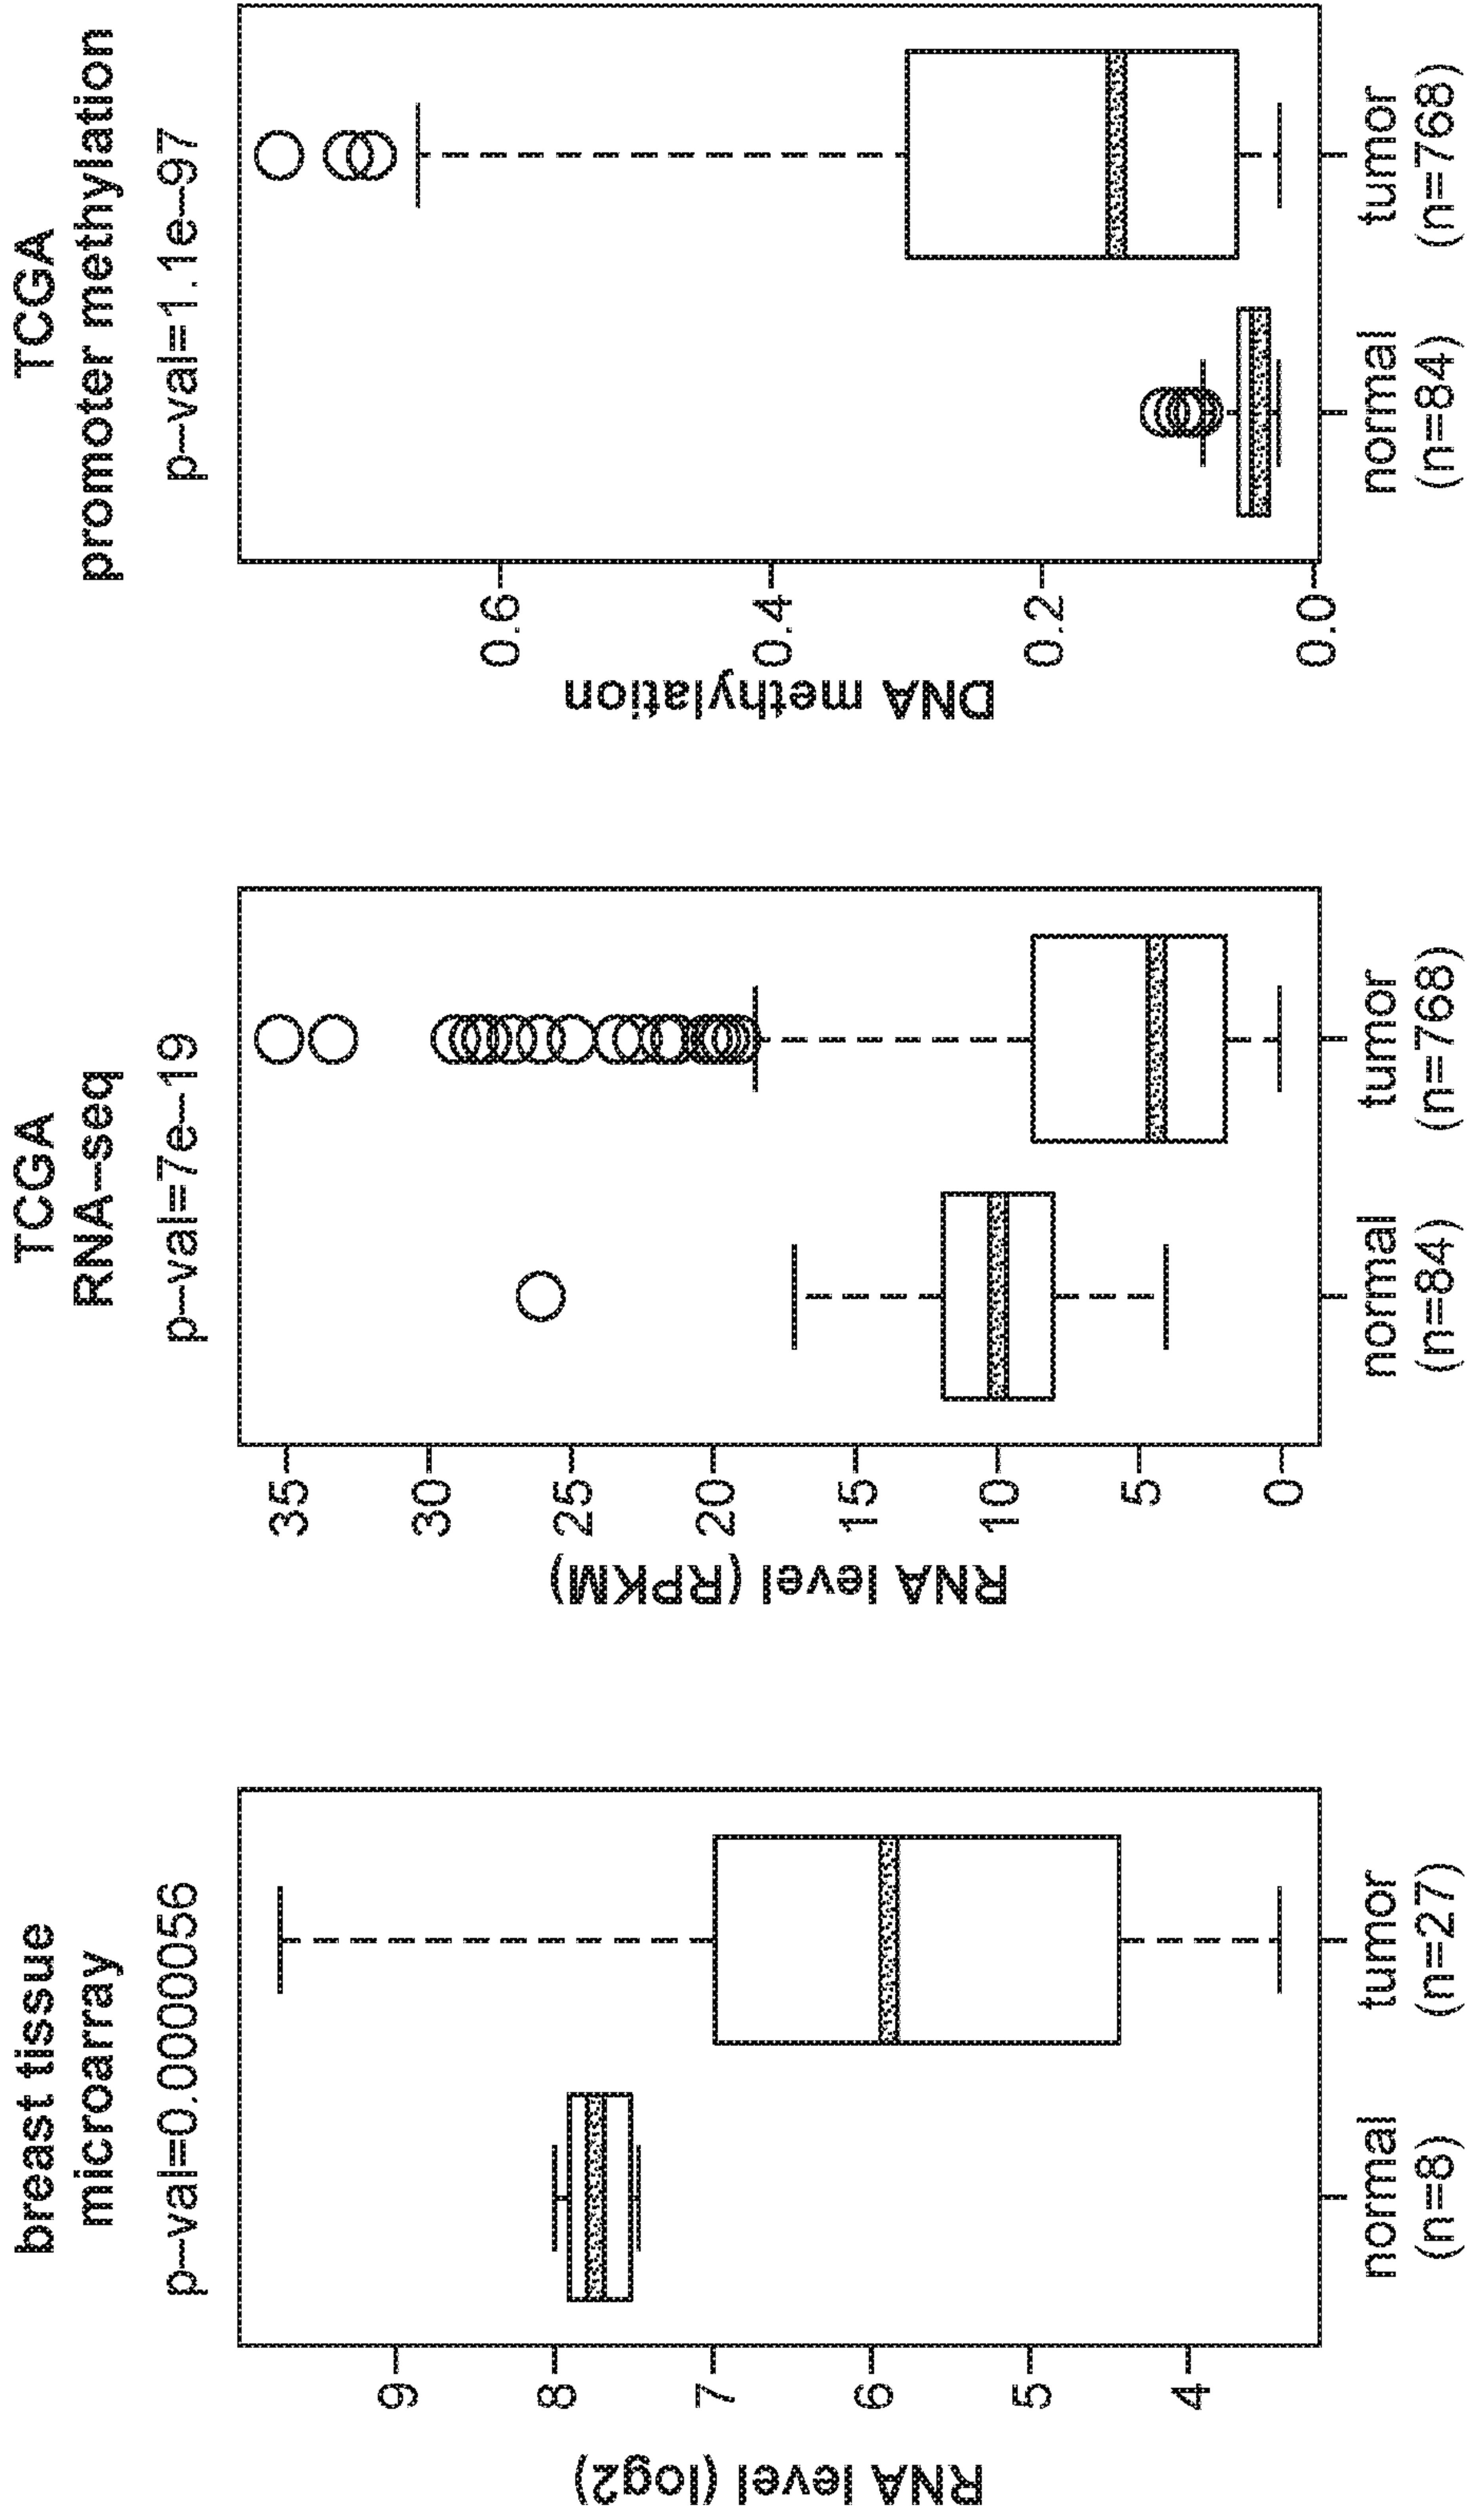 breast tissue
microarray
p–val=0.000056
RNA level (log2)
9
8
7
6
5
4
normal
(n=8)
tumor
(n=27)
TCGA
RNA–seq
p–val=7e–19
RNA level (RPKM)
35
30
25
20
15
10
5
0
normal
(n=84)
tumor
(n=768)
TCGA
promoter methylation
p–val=1.1e–97
DNA methylation
0.6
0.4
0.2
0.0
normal
(n=84)
tumor
(n=768)